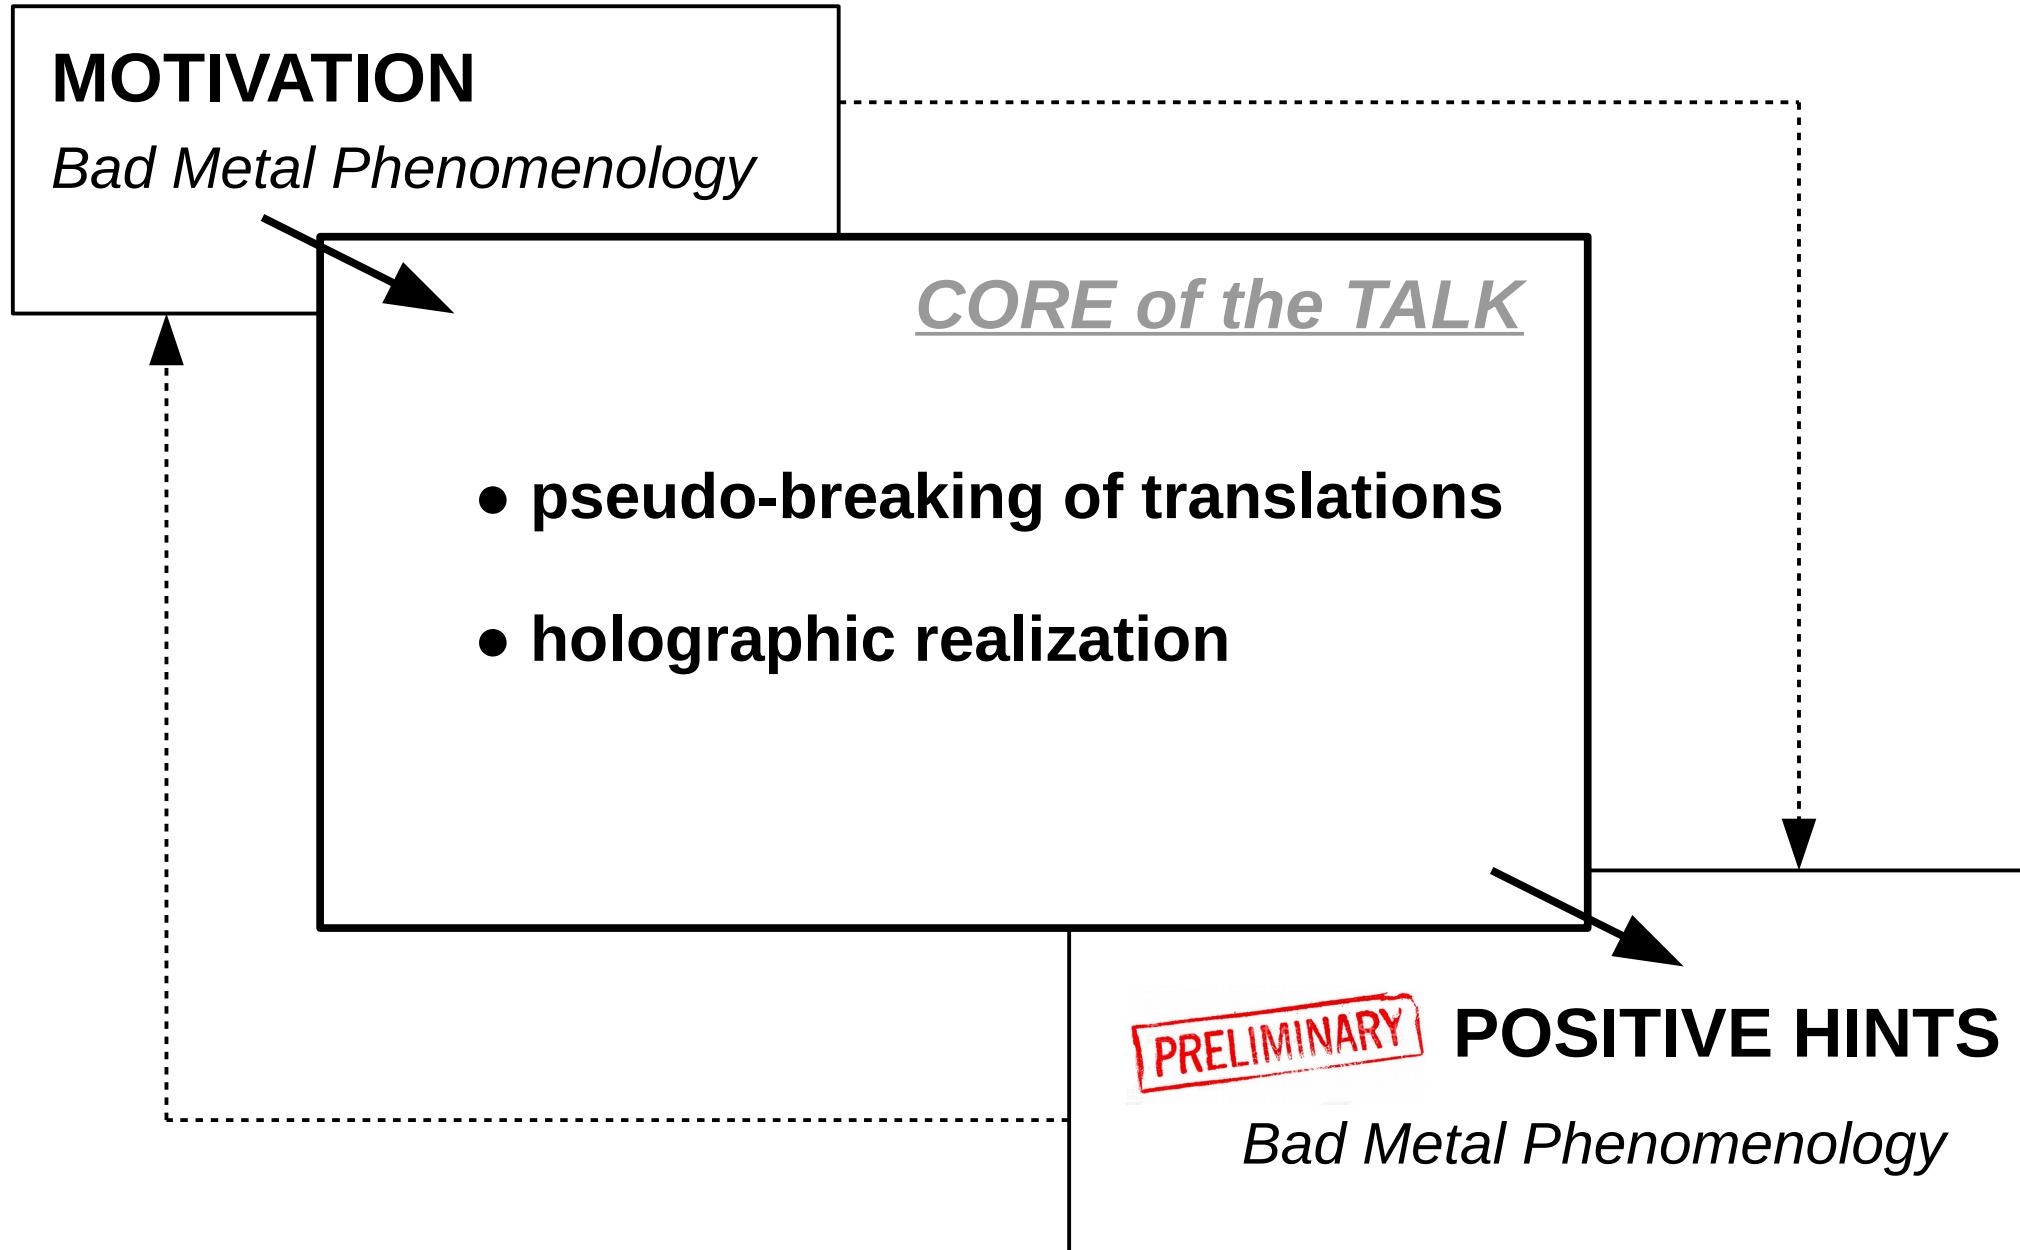 MOTIVATION
Bad Metal Phenomenology
CORE of the TALK
● pseudo-breaking of translations
● holographic realization
PRELIMINARY POSITIVE HINTS
Bad Metal Phenomenology